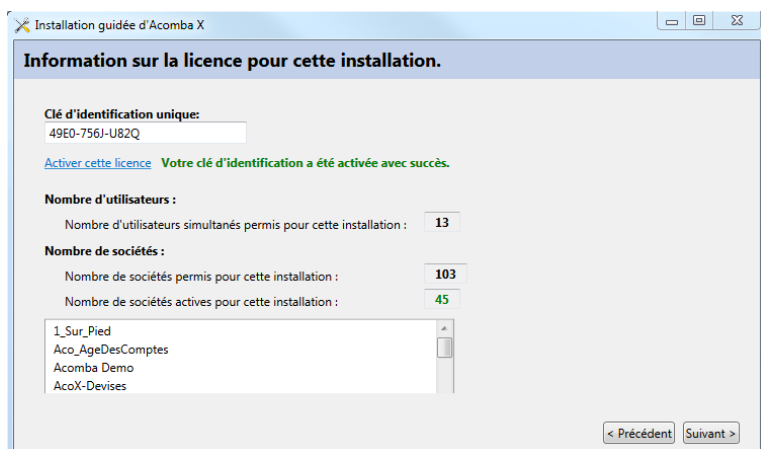 Installation guidée d'Acomba X
Information sur la licence pour cette installation.
Clé d'identification unique:
49E0-756J-U82Q
Activer cette licence Votre clé d'identification a été activée avec succès.
Nombre d'utilisateurs :
Nombre d'utilisateurs simultanés permis pour cette installation : 13
Nombre de sociétés :
Nombre de sociétés permis pour cette installation : 103
Nombre de sociétés actives pour cette installation : 45
1_Sur_Pied
Aco_AgeDesComptes
Acomba Demo
AcoX-Devises
< Précédent Suivant >